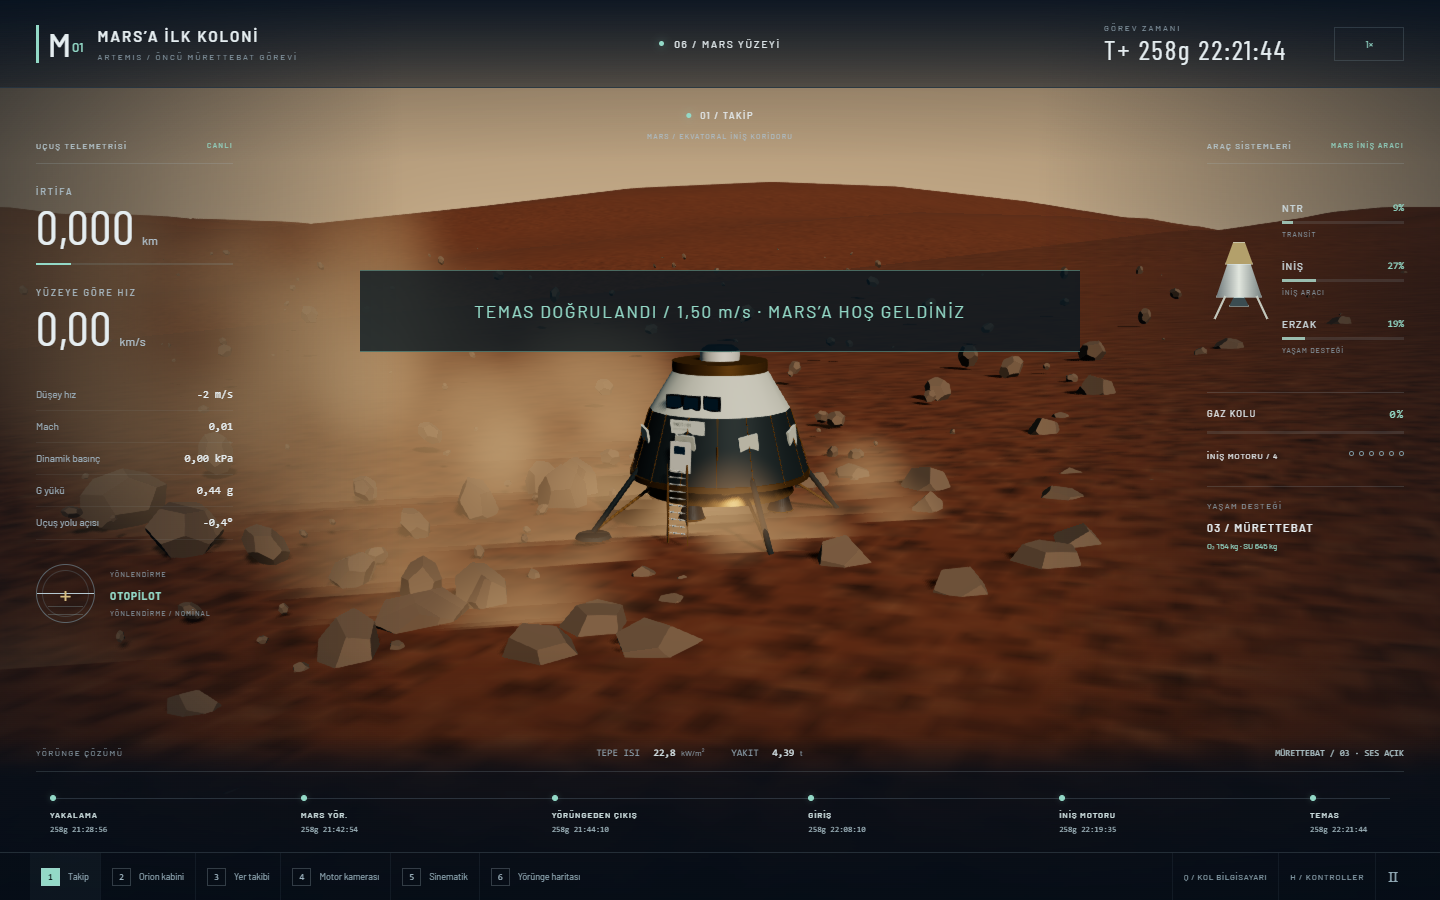 M01
MARS'A İLK KOLONİ
ARTEMIS / ÖNCÜ MÜRETTEBAT GÖREVİ
06 / MARS YÜZEYİ
GÖREV ZAMANI
T+ 258g 22:21:44
1×
01 / TAKİP
MARS / EKVATORAL İNİŞ KORİDORU
UÇUŞ TELEMETRİSİ
CANLI
İRTİFA
0,000 km
YÜZEYE GÖRE HIZ
0,00 km/s
Düşey hız -2 m/s
Mach 0,01
Dinamik basınç 0,00 kPa
G yükü 0,44 g
Uçuş yolu açısı -0,4°
YÖNLENDİRME
OTOPİLOT
YÖNLENDİRME / NOMİNAL
TEMAS DOĞRULANDI / 1,50 m/s · MARS'A HOŞ GELDİNİZ
ARAÇ SİSTEMLERİ
MARS İNİŞ ARACI
NTR 9%
TRANSİT
İNİŞ 27%
İNİŞ ARACI
ERZAK 19%
YAŞAM DESTEĞİ
GAZ KOLU 0%
İNİŞ MOTORU / 4
YAŞAM DESTEĞİ
03 / MÜRETTEBAT
O₂ 154 kg · SU 645 kg
YÖRÜNGE ÇÖZÜMÜ
TEPE ISI 22,8 kW/m²
YAKIT 4,39 t
MÜRETTEBAT / 03 · SES AÇIK
YAKALAMA
258g 21:28:56
MARS YÖR.
258g 21:42:54
YÖRÜNGEDEN ÇIKIŞ
258g 21:44:10
GİRİŞ
258g 22:08:10
İNİŞ MOTORU
258g 22:19:35
TEMAS
258g 22:21:44
1 Takip
2 Orion kabini
3 Yer takibi
4 Motor kamerası
5 Sinematik
6 Yörünge haritası
Q / KOL BİLGİSAYARI
H / KONTROLLER